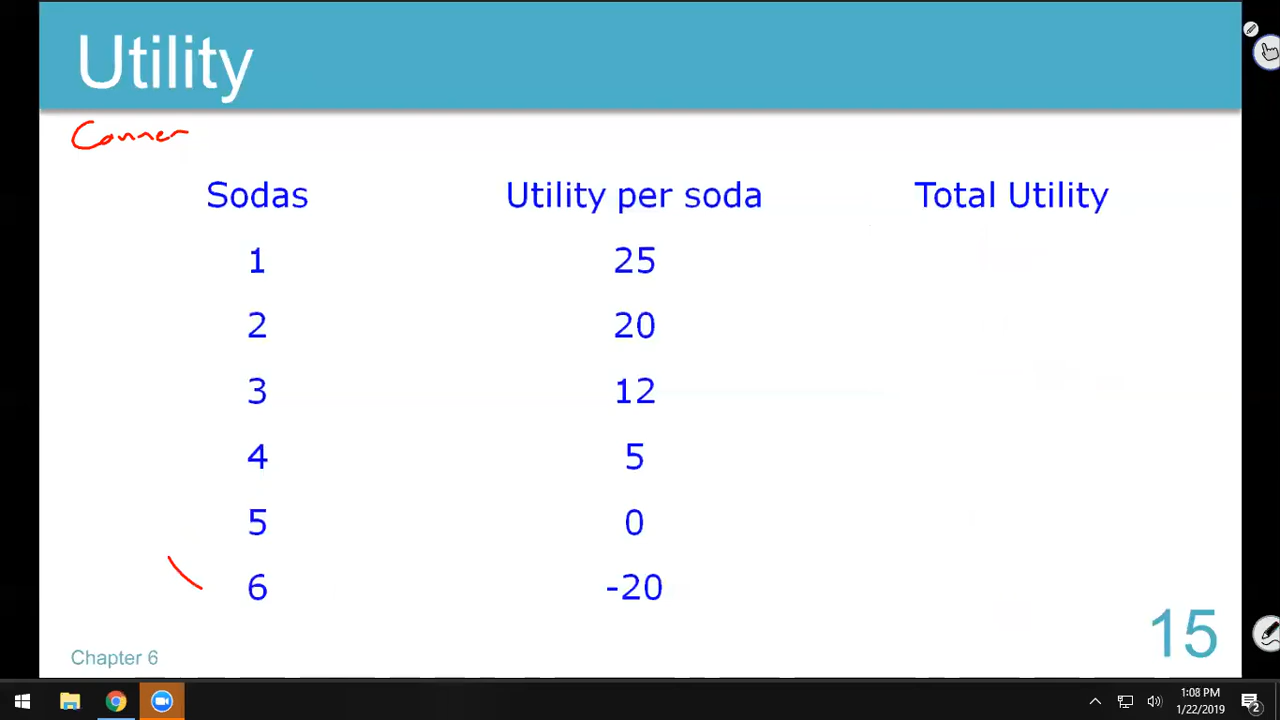 Utility
Conner
Sodas Utility per soda Total Utility
1 25
2 20
3 12
4 5
5 0
6 -20
Chapter 6
15
1:08 PM
1/22/2019
2